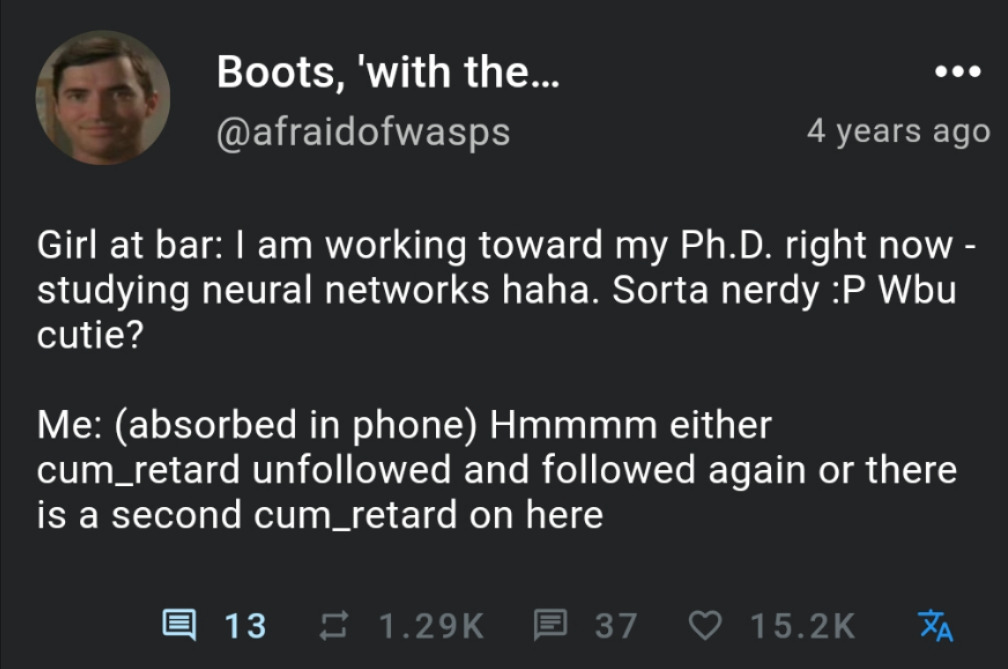 Boots, 'with the…
@afraidofwasps
4 years ago
Girl at bar: I am working toward my Ph.D. right now -
studying neural networks haha. Sorta nerdy :P Wbu
cutie?
Me: (absorbed in phone) Hmmmm either
cum_retard unfollowed and followed again or there
is a second cum_retard on here
13 1.29K 37 15.2K